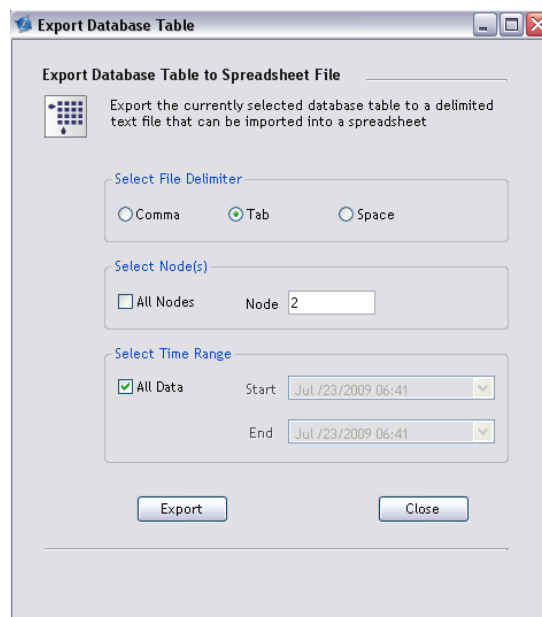 Export Database Table
Export Database Table to Spreadsheet File
Export the currently selected database table to a delimited
text file that can be imported into a spreadsheet
Select File Delimiter
Comma Tab Space
Select Node(s)
All Nodes Node 2
Select Time Range
All Data Start Jul /23/2009 06:41
End Jul /23/2009 06:41
Export Close